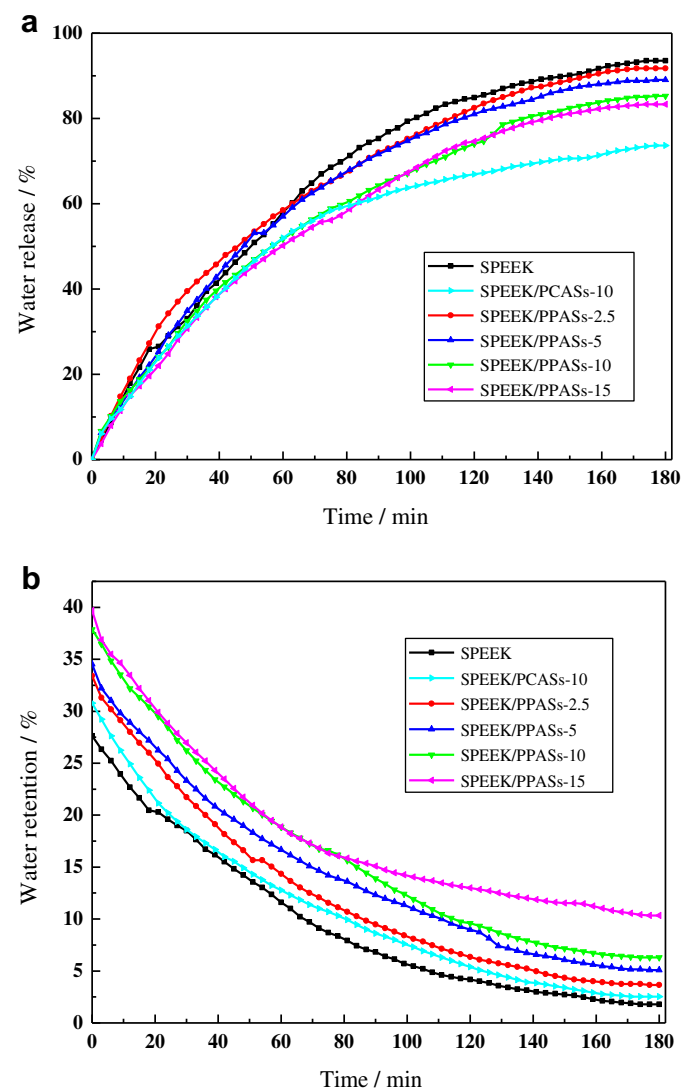 a
100
80
60
40
20
0
Water release / %
SPEEK
SPEEK/PCASs-10
SPEEK/PPASs-2.5
SPEEK/PPASs-5
SPEEK/PPASs-10
SPEEK/PPASs-15
0 20 40 60 80 100 120 140 160 180
Time / min
b
40
35
30
25
20
15
10
5
0
Water retention / %
SPEEK
SPEEK/PCASs-10
SPEEK/PPASs-2.5
SPEEK/PPASs-5
SPEEK/PPASs-10
SPEEK/PPASs-15
0 20 40 60 80 100 120 140 160 180
Time / min